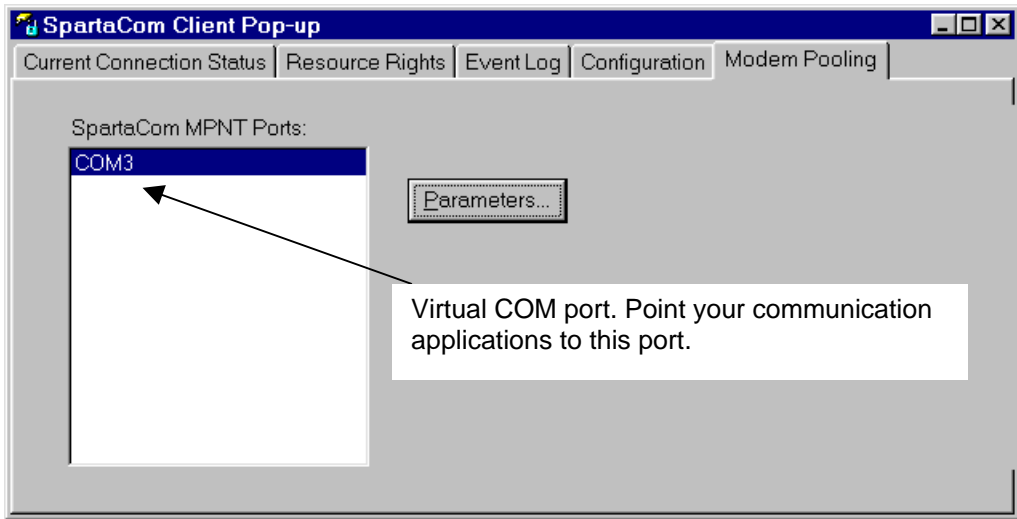 SpartaCom Client Pop-up
Current Connection Status Resource Rights Event Log Configuration Modem Pooling
SpartaCom MPNT Ports:
COM3
Parameters...
Virtual COM port. Point your communication
applications to this port.